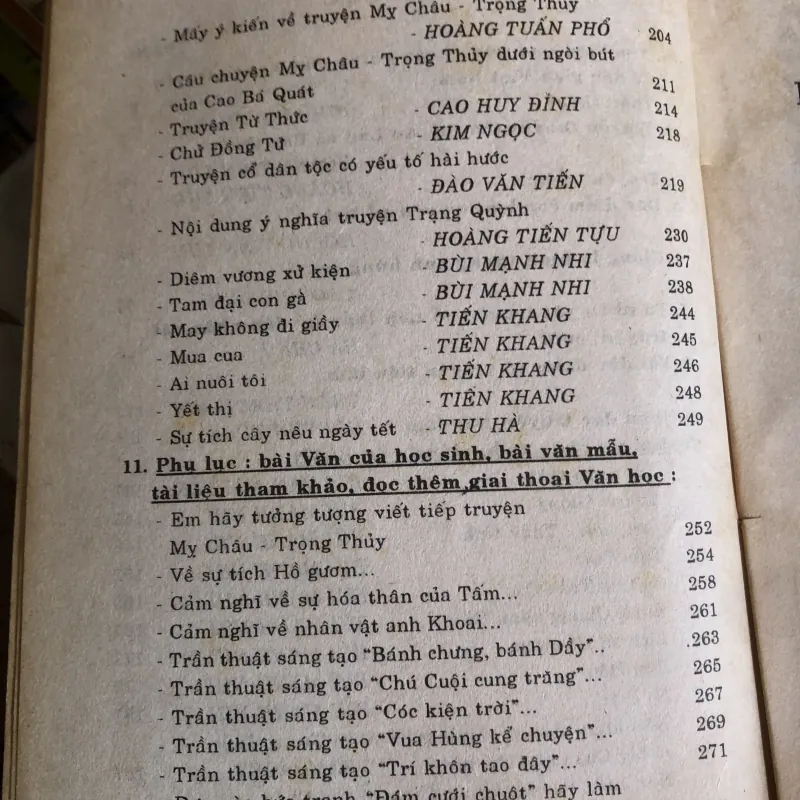 - Mấy ý kiến về truyện Mỵ Châu - Trọng Thủy
- HOÀNG TUẤN PHỔ 204
- Câu chuyện Mỵ Châu - Trọng Thủy dưới ngòi bút
của Cao Bá Quát 211
- Truyện Từ Thức - CAO HUY ĐỈNH 214
- Chử Đồng Tử - KIM NGỌC 218
- Truyện cổ dân tộc có yếu tố hài hước
- ĐÀO VĂN TIẾN 219
- Nội dung ý nghĩa truyện Trạng Quỳnh
- HOÀNG TIẾN TỰU 230
- Diêm vương xử kiện - BÙI MẠNH NHI 237
- Tam đại con gà - BÙI MẠNH NHI 238
- May không đi giầy - TIẾN KHANG 244
- Mua cua - TIẾN KHANG 245
- Ai nuôi tôi - TIẾN KHANG 246
- Yết thị - TIẾN KHANG 248
- Sự tích cây nêu ngày tết - THU HÀ 249
11. Phụ lục : bài Văn của học sinh, bài văn mẫu,
tài liệu tham khảo, đọc thêm, giai thoại Văn học :
- Em hãy tưởng tượng viết tiếp truyện
Mỵ Châu - Trọng Thủy 252
- Về sự tích Hồ gươm... 254
- Cảm nghĩ về sự hóa thân của Tấm... 258
- Cảm nghĩ về nhân vật anh Khoai... 261
- Trần thuật sáng tạo “Bánh chưng, bánh Dầy”.. .263
- Trần thuật sáng tạo “Chú Cuội cung trăng”... 265
- Trần thuật sáng tạo “Cóc kiện trời”... 267
- Trần thuật sáng tạo “Vua Hùng kể chuyện”... 269
- Trần thuật sáng tạo “Trí khôn tao đây”... 271
bức tranh “Đám cưới chuột” hãy làm